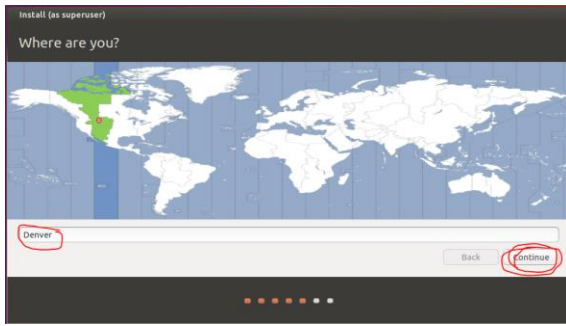 Install (as superuser)
Where are you?
Denver
Back
Continue